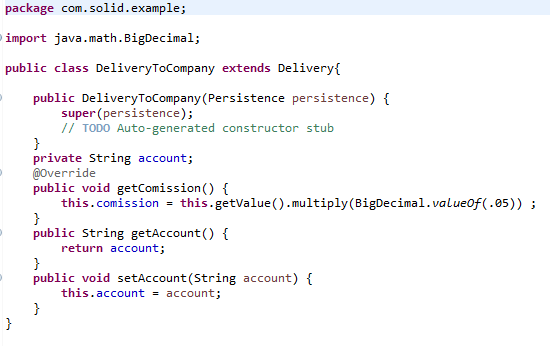 package com.solid.example;
import java.math.BigDecimal;
public class DeliveryToCompany extends Delivery{
public DeliveryToCompany(Persistence persistence) {
super(persistence);
// TODO Auto-generated constructor stub
}
private String account;
@Override
public void getComission() {
this.comission = this.getValue().multiply(BigDecimal.valueOf(.05)) ;
}
public String getAccount() {
return account;
}
public void setAccount(String account) {
this.account = account;
}
}